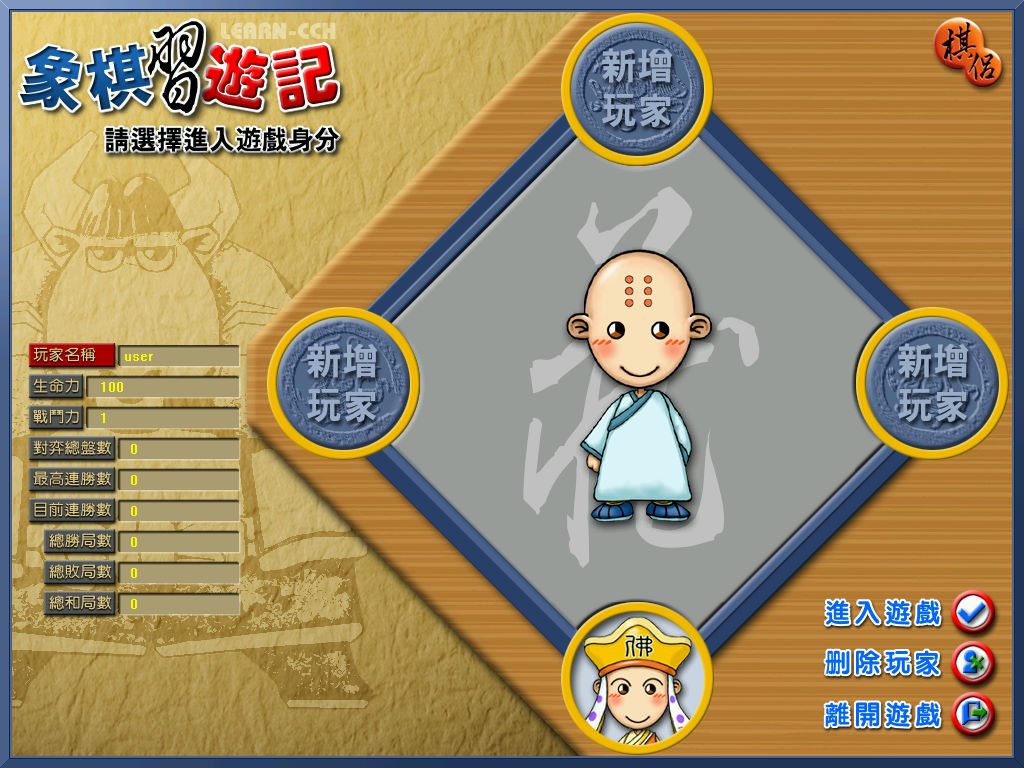 LEARN-CCH
象棋習遊記
請選擇進入遊戲身分
棋侶
新增
玩家
新增
玩家
新增
玩家
花
佛
玩家名稱 user
生命力 100
戰鬥力 1
對弈總盤數 0
最高連勝數 0
目前連勝數 0
總勝局數 0
總敗局數 0
總和局數 0
進入遊戲
刪除玩家
離開遊戲